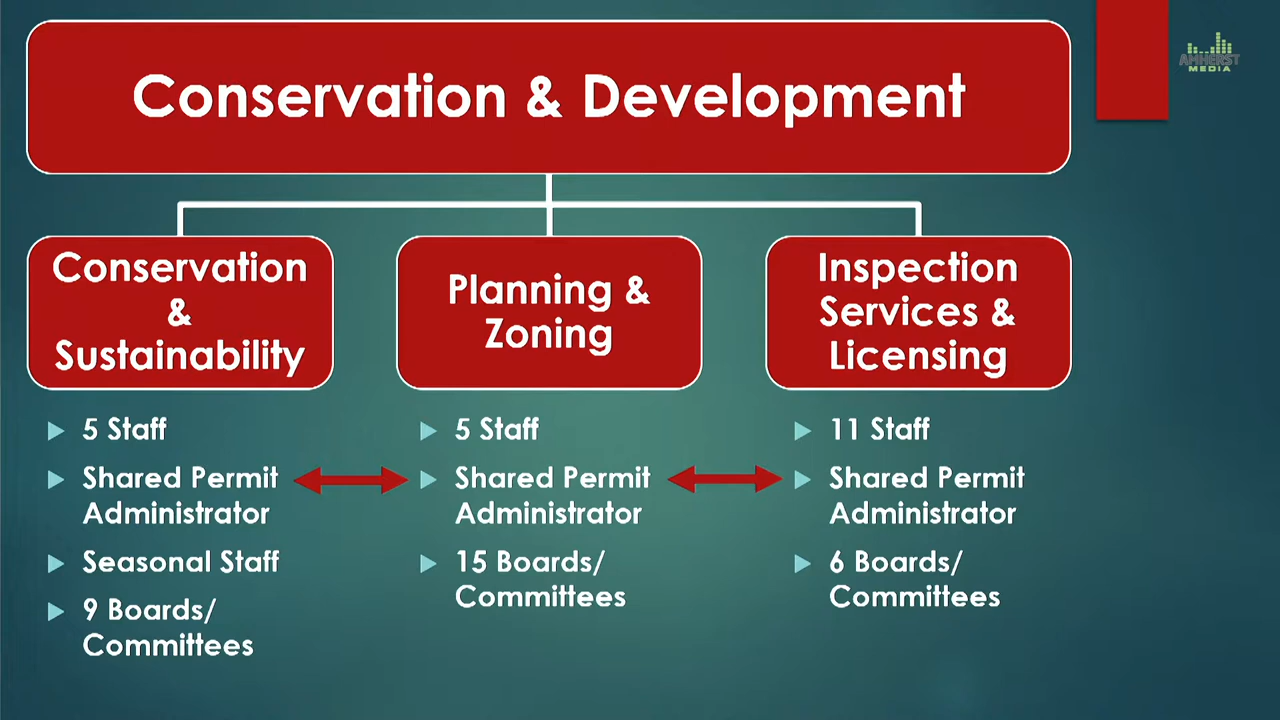 Conservation & Development
AMHERST
MEDIA
Conservation
&
Sustainability
Planning &
Zoning
Inspection
Services &
Licensing
5 Staff
Shared Permit
Administrator
Seasonal Staff
9 Boards/
Committees
5 Staff
Shared Permit
Administrator
15 Boards/
Committees
11 Staff
Shared Permit
Administrator
6 Boards/
Committees